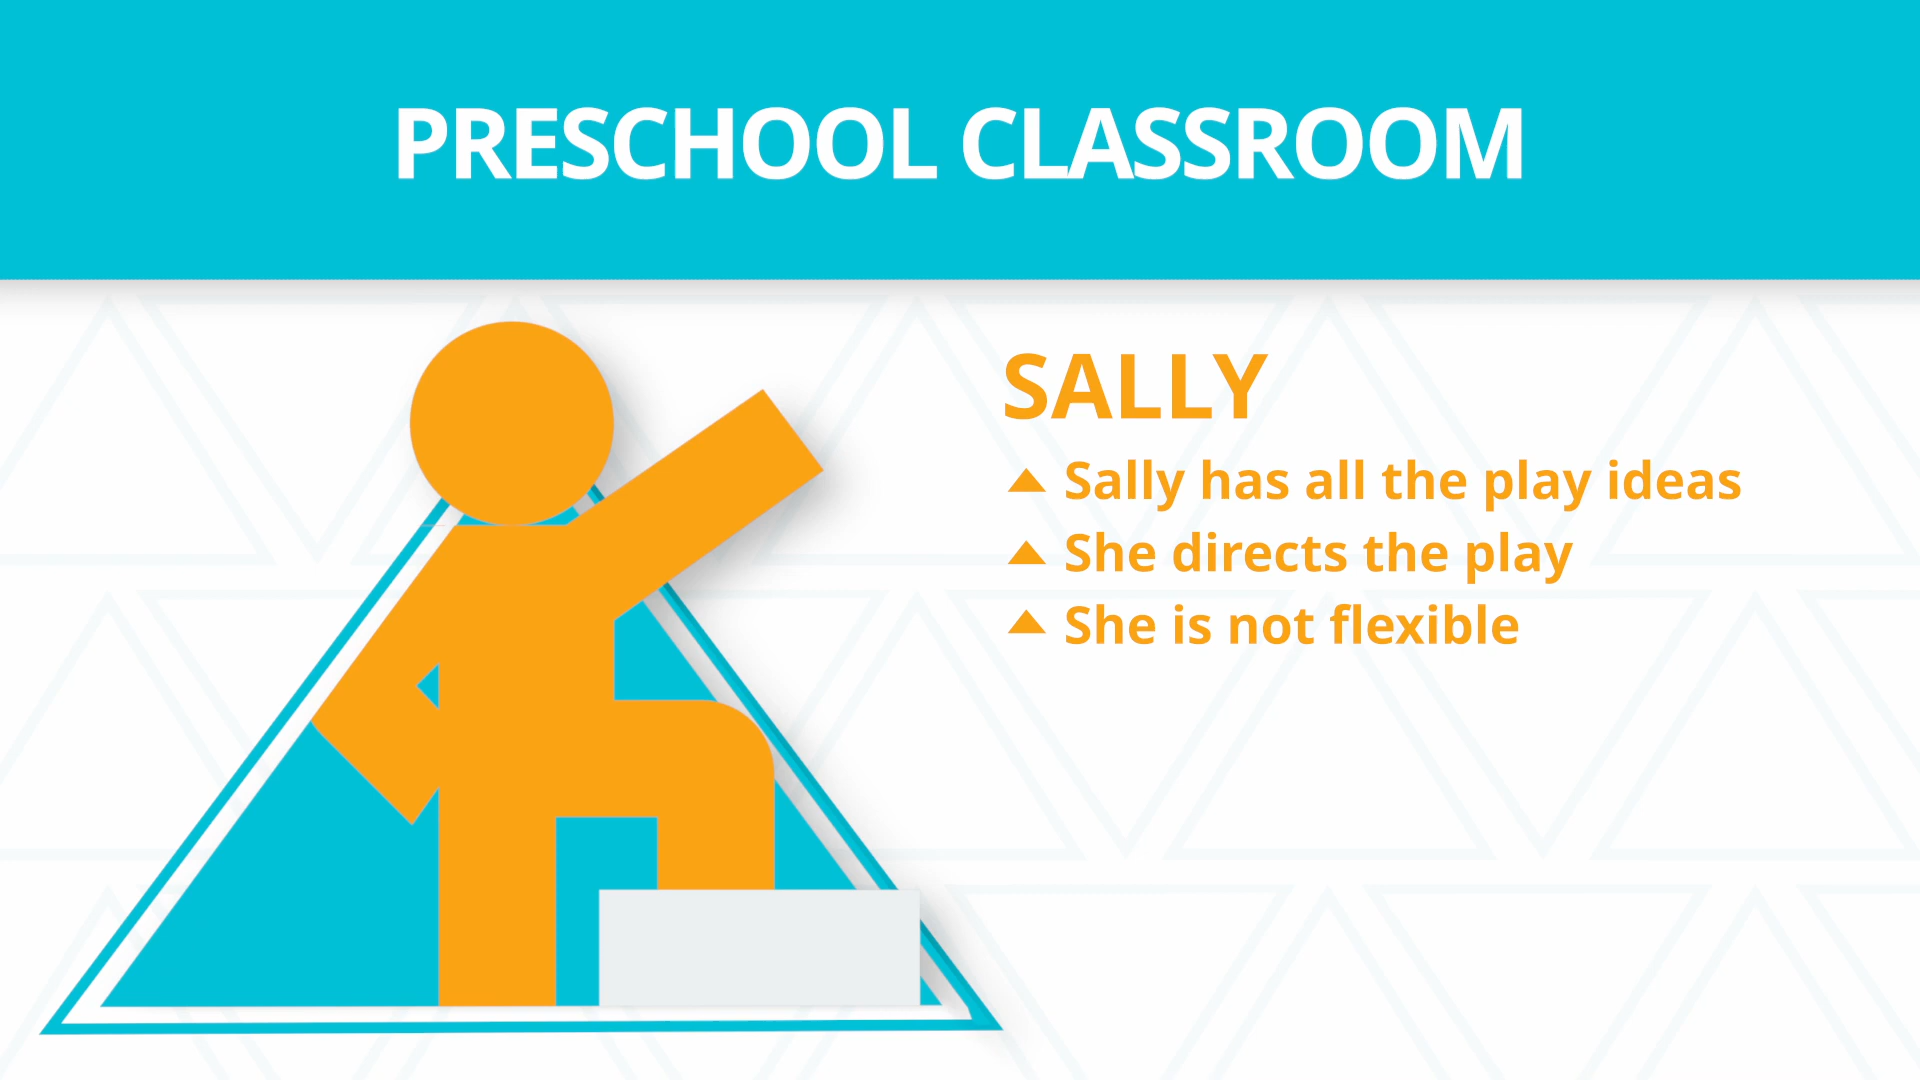 PRESCHOOL CLASSROOM
SALLY
Sally has all the play ideas
She directs the play
She is not flexible